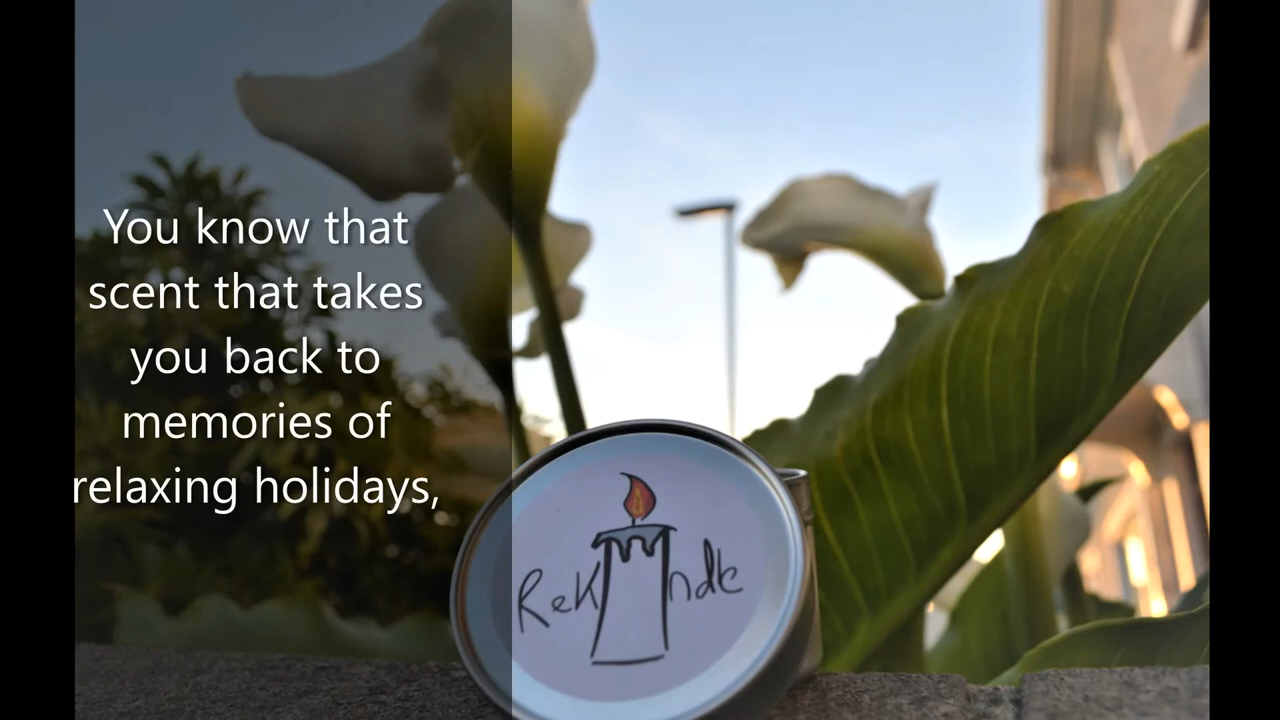 You know that
scent that takes
you back to
memories of
relaxing holidays,
Rek ndle